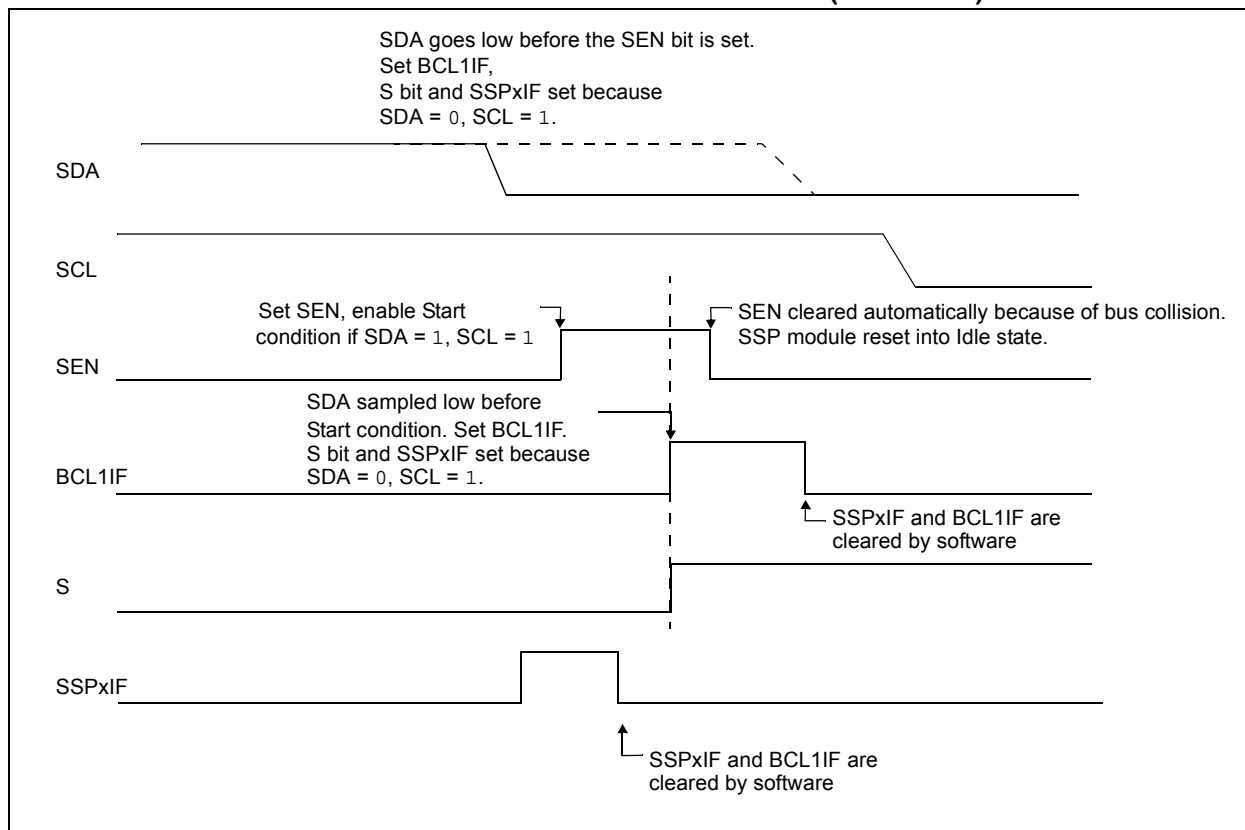 SDA goes low before the SEN bit is set.
Set BCL1IF,
S bit and SSPxIF set because
SDA = 0, SCL = 1.
SDA
SCL
Set SEN, enable Start
condition if SDA = 1, SCL = 1
SEN cleared automatically because of bus collision.
SSP module reset into Idle state.
SEN
SDA sampled low before
Start condition. Set BCL1IF.
S bit and SSPxIF set because
SDA = 0, SCL = 1.
BCL1IF
SSPxIF and BCL1IF are
cleared by software
S
SSPxIF
SSPxIF and BCL1IF are
cleared by software